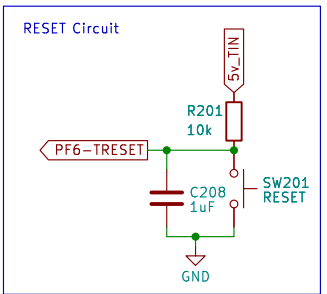 RESET Circuit
5v_TIN
R201
10k
PF6-TRESET
C208
1uF
SW201
RESET
GND